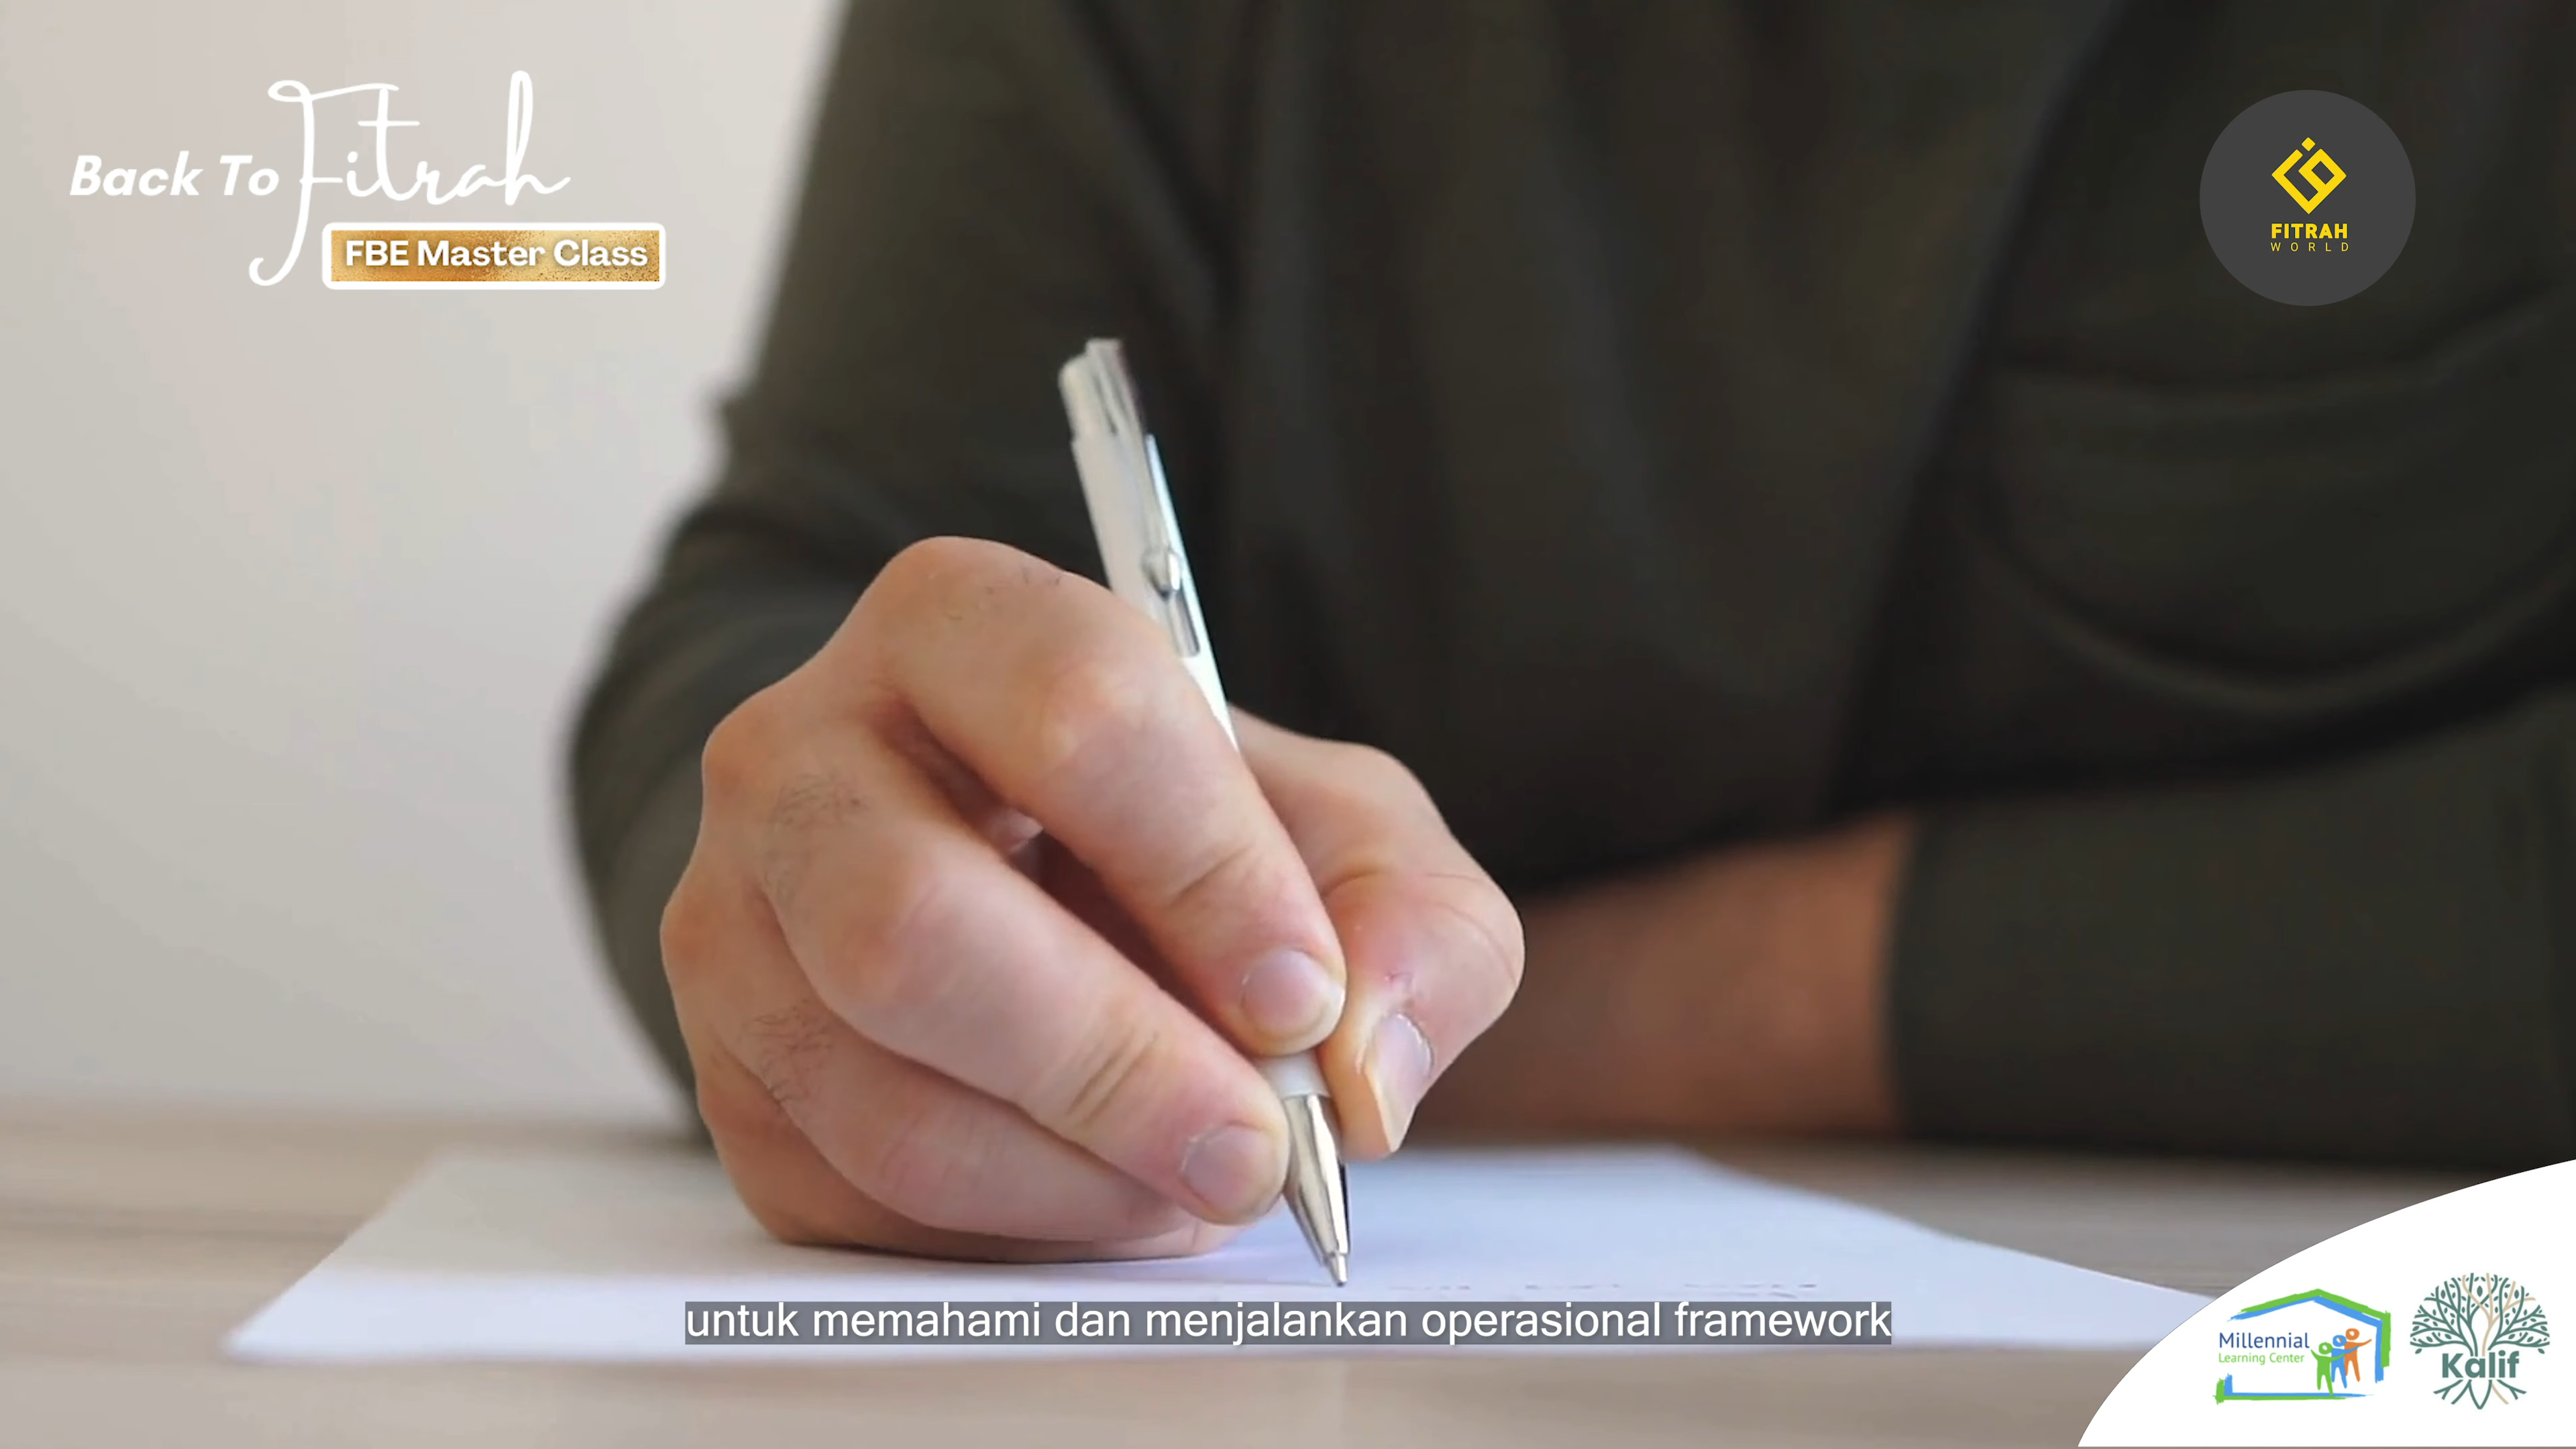 Back To Fitrah
FBE Master Class
FITRAH
WORLD
untuk memahami dan menjalankan operasional framework
Millennial
Learning Center
Kalif